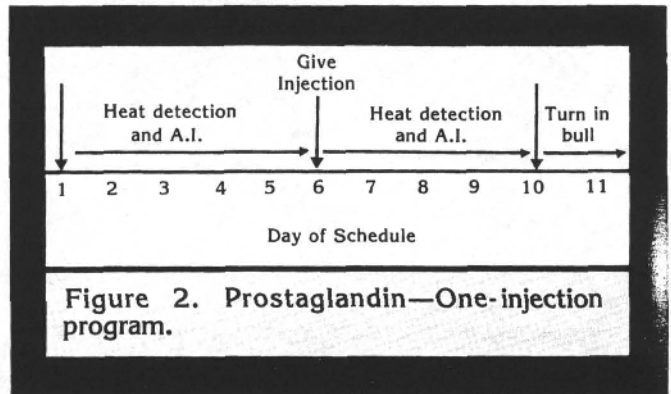 Give
Injection
Heat detection
and A.I.
Heat detection
and A.I.
Turn in
bull
1 2 3 4 5 6 7 8 9 10 11
Day of Schedule
Figure 2. Prostaglandin—One-injection
program.